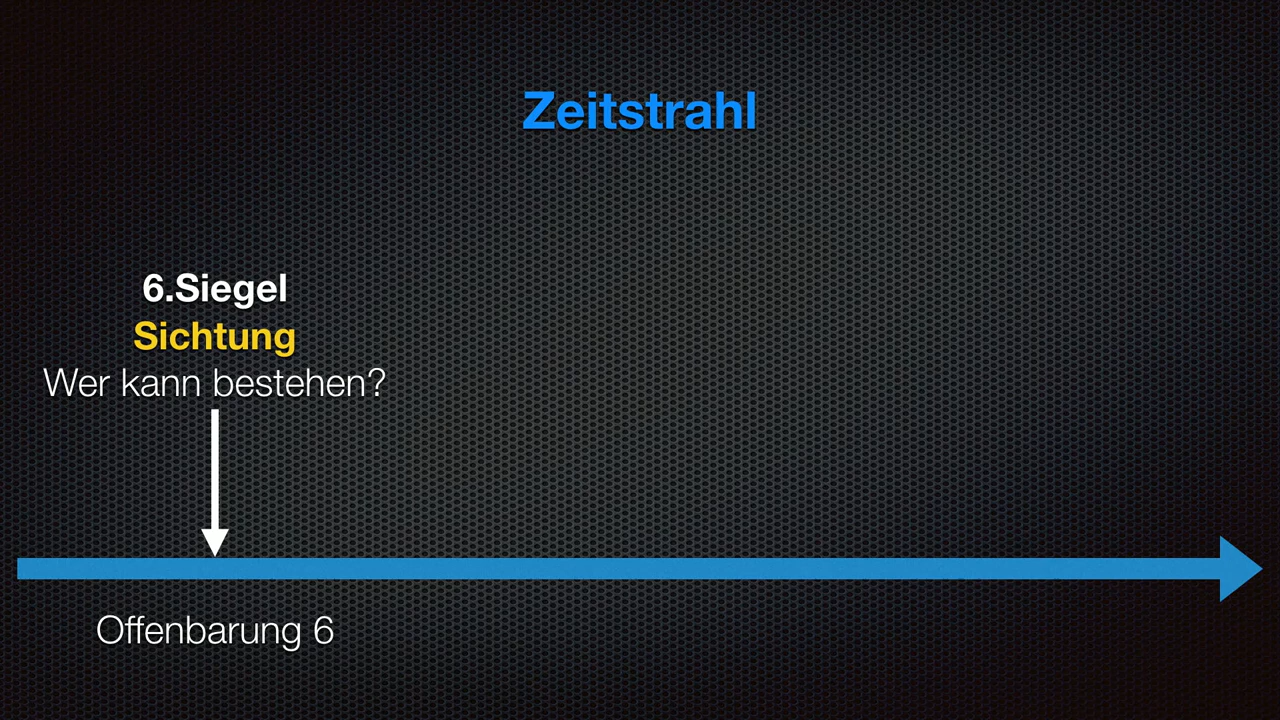 Zeitstrahl
6.Siegel
Sichtung
Wer kann bestehen?
Offenbarung 6